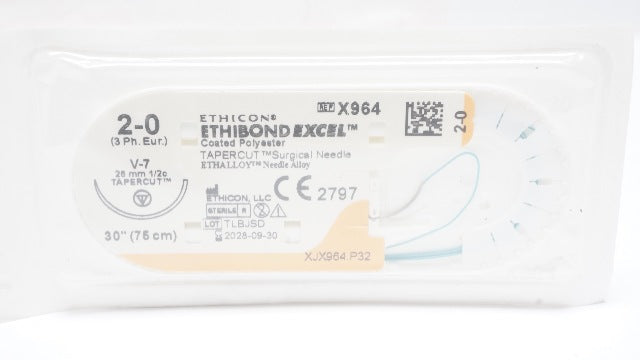 2-0
(3 Ph. Eur.)
V-7
26 mm 1/2c
TAPERCUT™
30" (75 cm)
REF X964
ETHICON®
ETHIBOND EXCEL™
Coated Polyester
TAPERCUT™ Surgical Needle
ETHALLOY™ Needle Alloy
ETHICON, LLC
CE 2797
STERILE R
LOT TLBJSD
2028-09-30
XJX964.P32
2-0